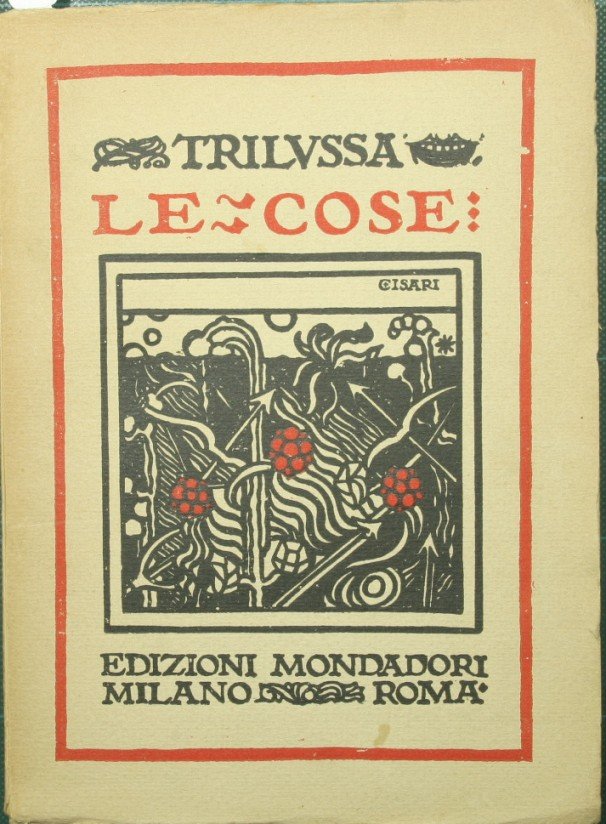 TRILVSSA
LE COSE
CISARI
EDIZIONI MONDADORI
MILANO ROMA